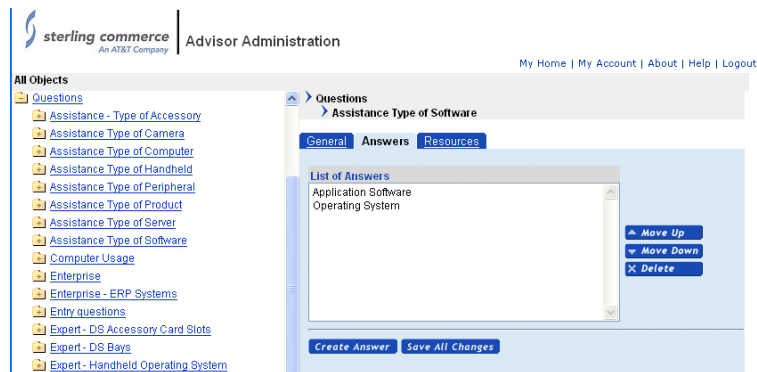 sterling commerce
An AT&T Company
Advisor Administration
My Home | My Account | About | Help | Logout
All Objects
Questions
Assistance - Type of Accessory
Assistance Type of Camera
Assistance Type of Computer
Assistance Type of Handheld
Assistance Type of Peripheral
Assistance Type of Product
Assistance Type of Server
Assistance Type of Software
Computer Usage
Enterprise
Enterprise - ERP Systems
Entry questions
Expert - DS Accessory Card Slots
Expert - DS Bays
Expert - Handheld Operating System
Questions
Assistance Type of Software
General Answers Resources
List of Answers
Application Software
Operating System
Move Up
Move Down
X Delete
Create Answer Save All Changes